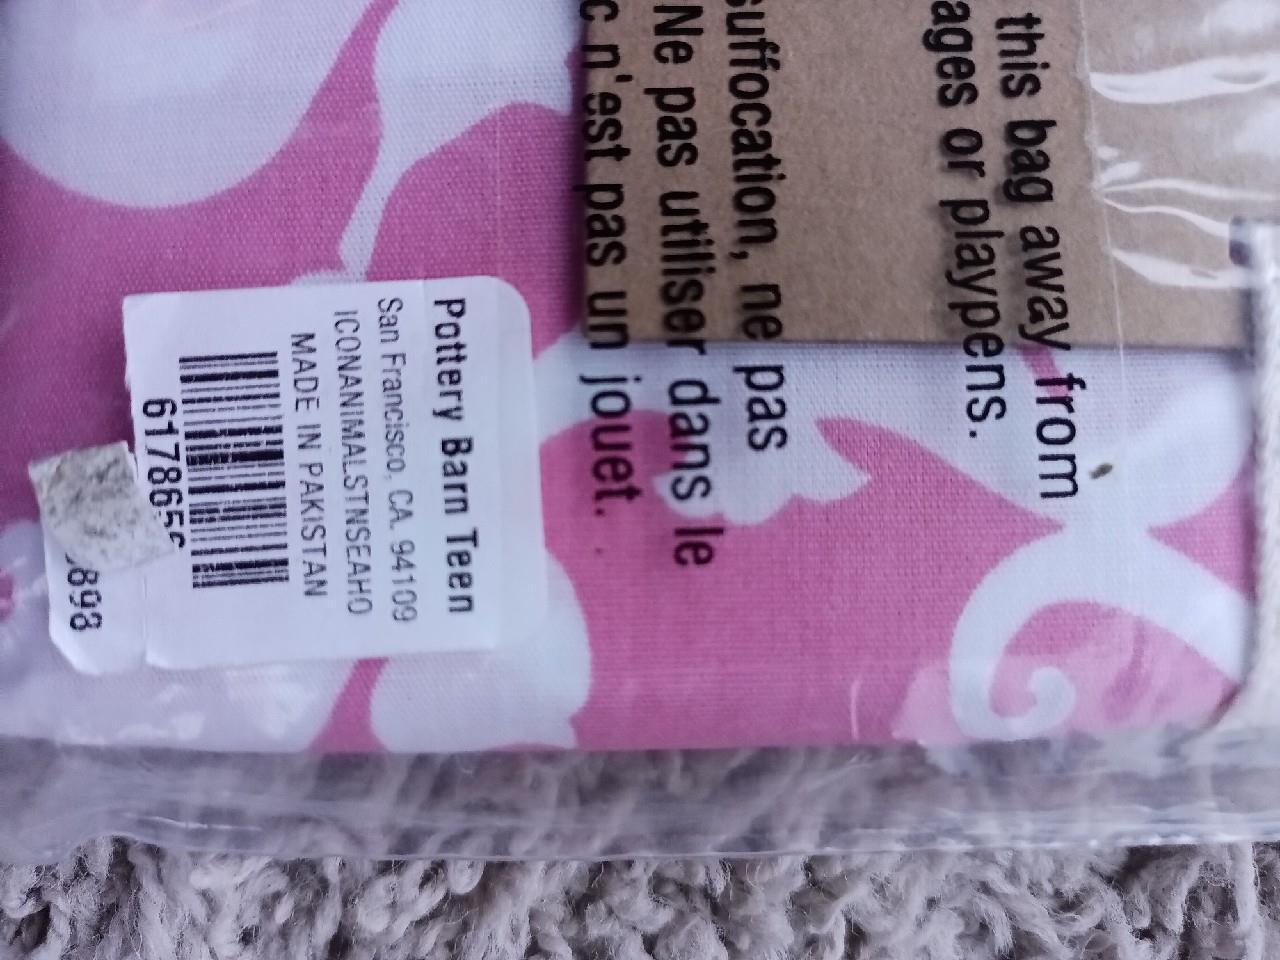 this bag away from
ages or playpens.
suffocation, ne pas
Ne pas utiliser dans le
c n'est pas un jouet.
Pottery Barn Teen
San Francisco, CA. 94109
ICONANIMALSTNSEAHO
MADE IN PAKISTAN
898